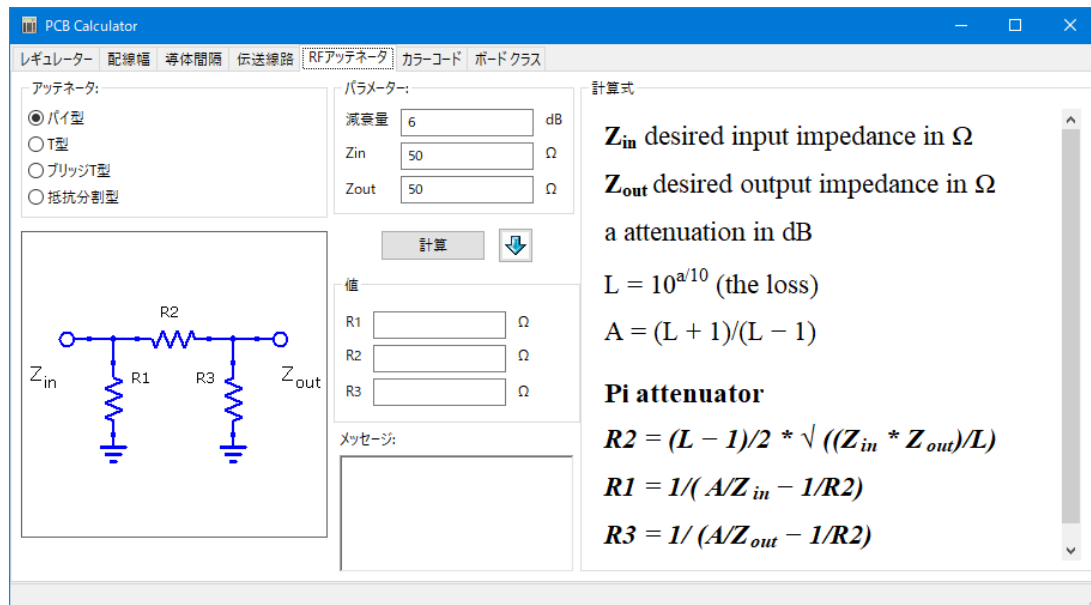 PCB Calculator
レギュレーター 配線幅 導体間隔 伝送線路 RFアッテネータ カラーコード ボード クラス
アッテネータ:
パイ型
T型
ブリッジT型
抵抗分割型
R2
Zin
R1
R3
Zout
パラメーター:
減衰量 6 dB
Zin 50 Ω
Zout 50 Ω
計算
値
R1 Ω
R2 Ω
R3 Ω
メッセージ:
計算式
Zin desired input impedance in Ω
Zout desired output impedance in Ω
a attenuation in dB
L = 10^a/10 (the loss)
A = (L + 1)/(L − 1)
Pi attenuator
R2 = (L − 1)/2 * √ ((Zin * Zout)/L)
R1 = 1/( A/Zin − 1/R2)
R3 = 1/ (A/Zout − 1/R2)